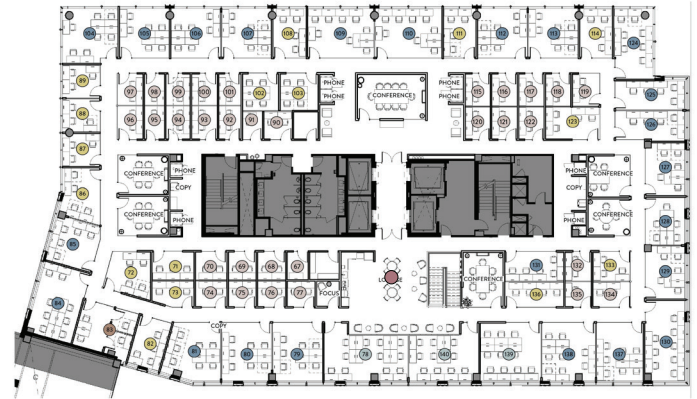 104 105 106 107 108 109 110 111 112 113 114 124
89 97 98 99 100 101 102 103 PHONE PHONE CONFERENCE PHONE PHONE 115 116 117 118 119 125
88 96 95 94 93 92 91 90 120 121 122 123 126
87
CONFERENCE PHONE PHONE CONFERENCE 127
86 COPY COPY
CONFERENCE PHONE PHONE CONFERENCE 128
85
72 71 70 69 68 67 131 132 133 129
73 74 75 76 77 FOCUS CONFERENCE 136 135 134
84 83 82 COPY 81 80 79 78 140 139 138 137 130